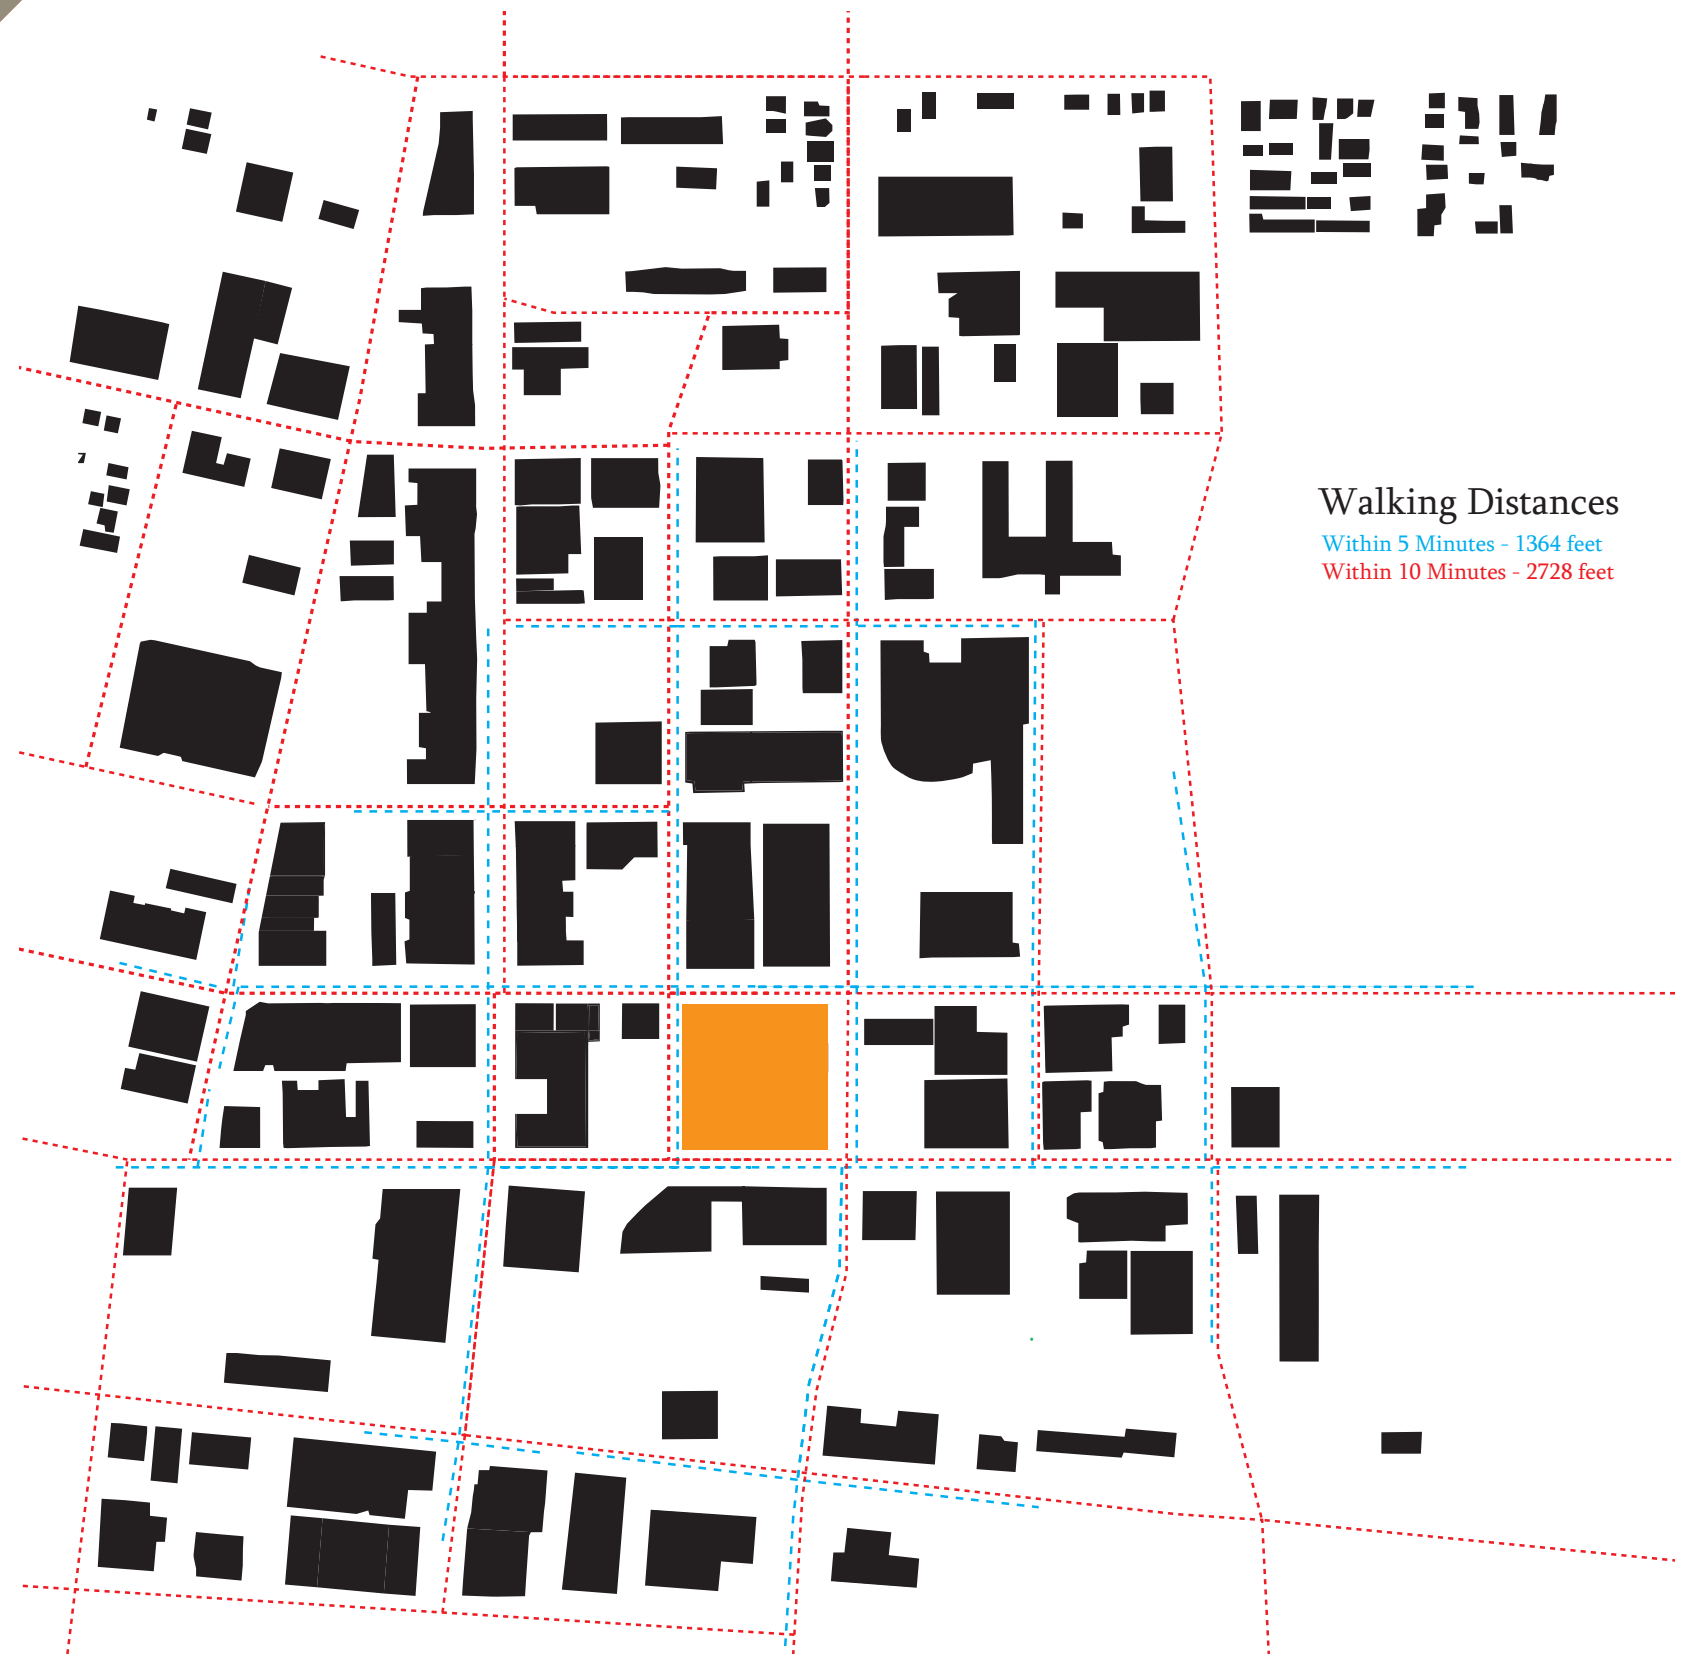 Walking Distances
Within 5 Minutes - 1364 feet
Within 10 Minutes - 2728 feet